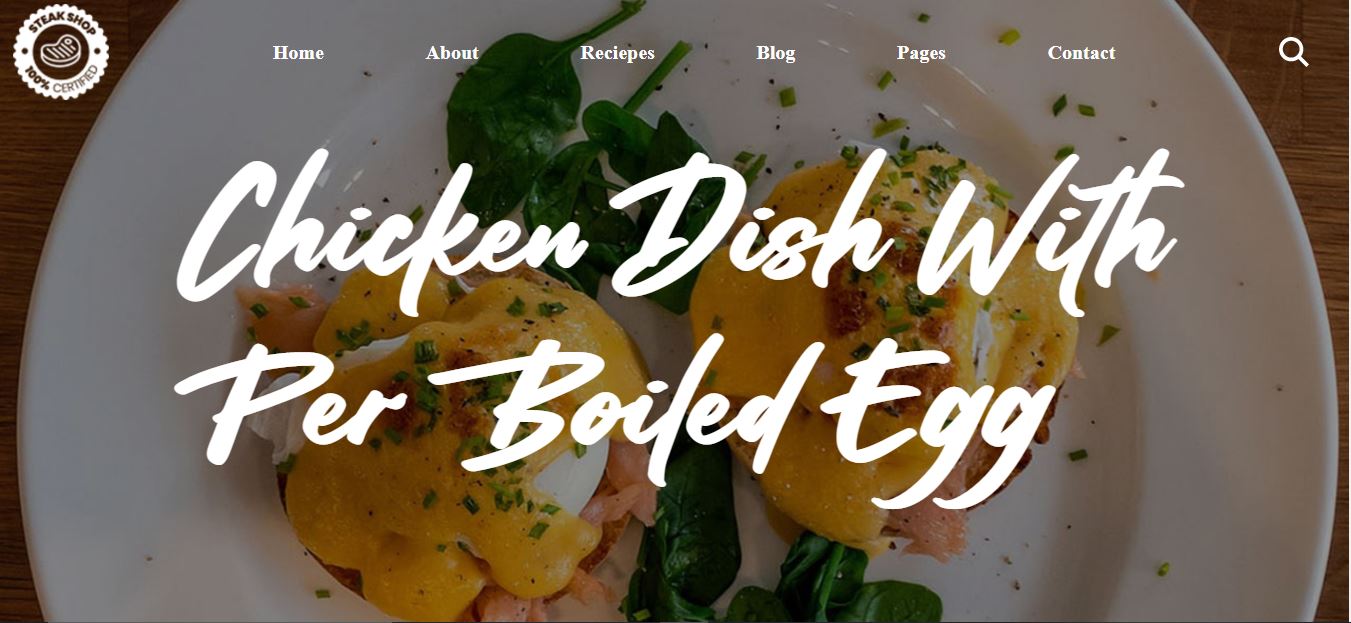 STEAK SHOP
100% CERTIFIED
Home About Reciepes Blog Pages Contact
Chicken Dish With
Per Boiled Egg